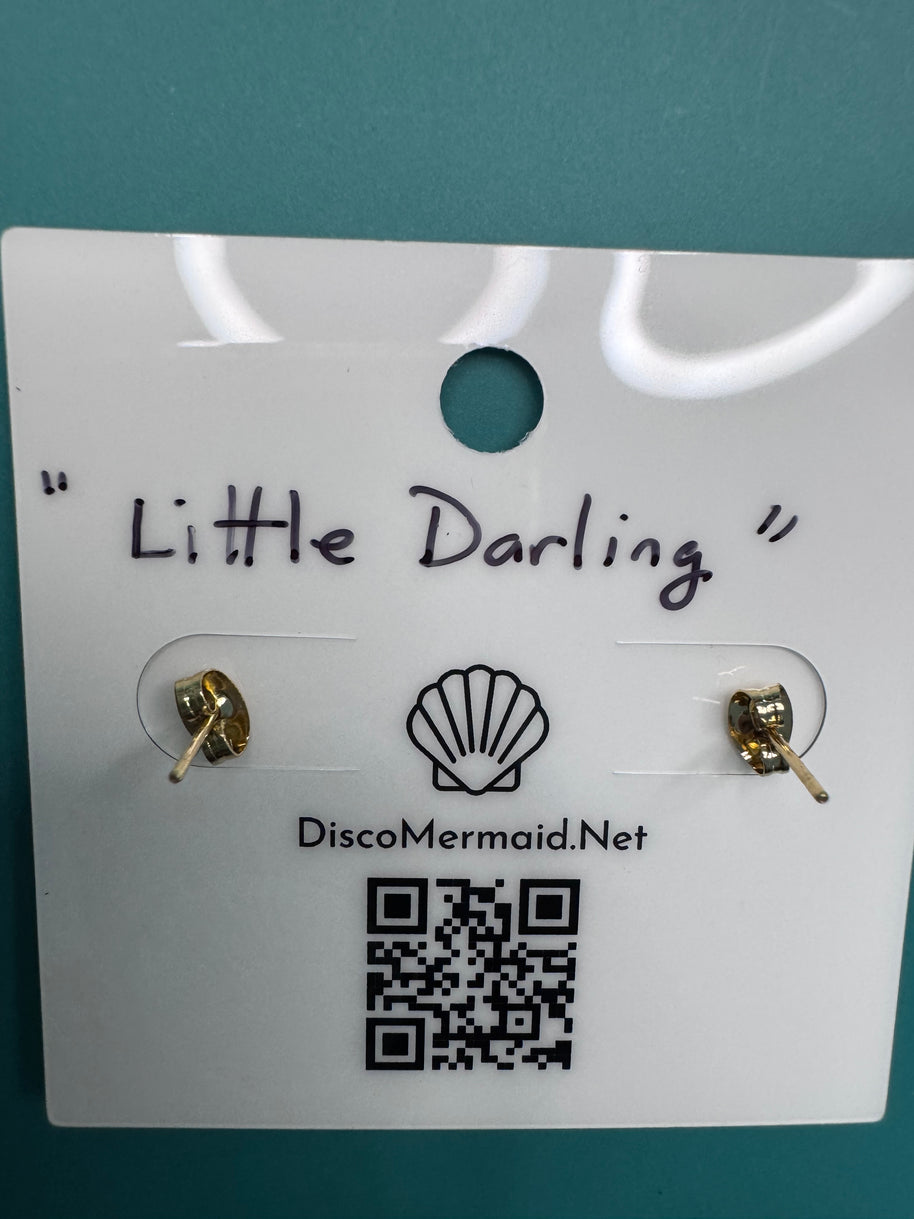 " Little Darling "
DiscoMermaid.Net